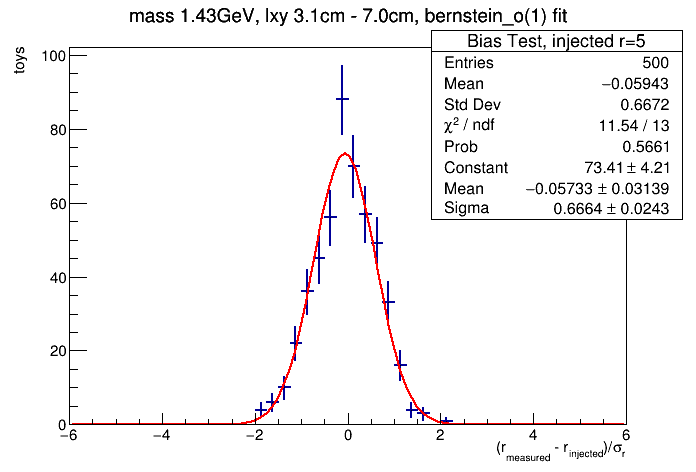 mass 1.43GeV, lxy 3.1cm - 7.0cm, bernstein_o(1) fit
toys
Bias Test, injected r=5
Entries 500
Mean −0.05943
Std Dev 0.6672
χ² / ndf 11.54 / 13
Prob 0.5661
Constant 73.41 ± 4.21
Mean −0.05733 ± 0.03139
Sigma 0.6664 ± 0.0243
100
80
60
40
20
0
−6 −4 −2 0 2 4 6
(r_measured - r_injected)/σ_r